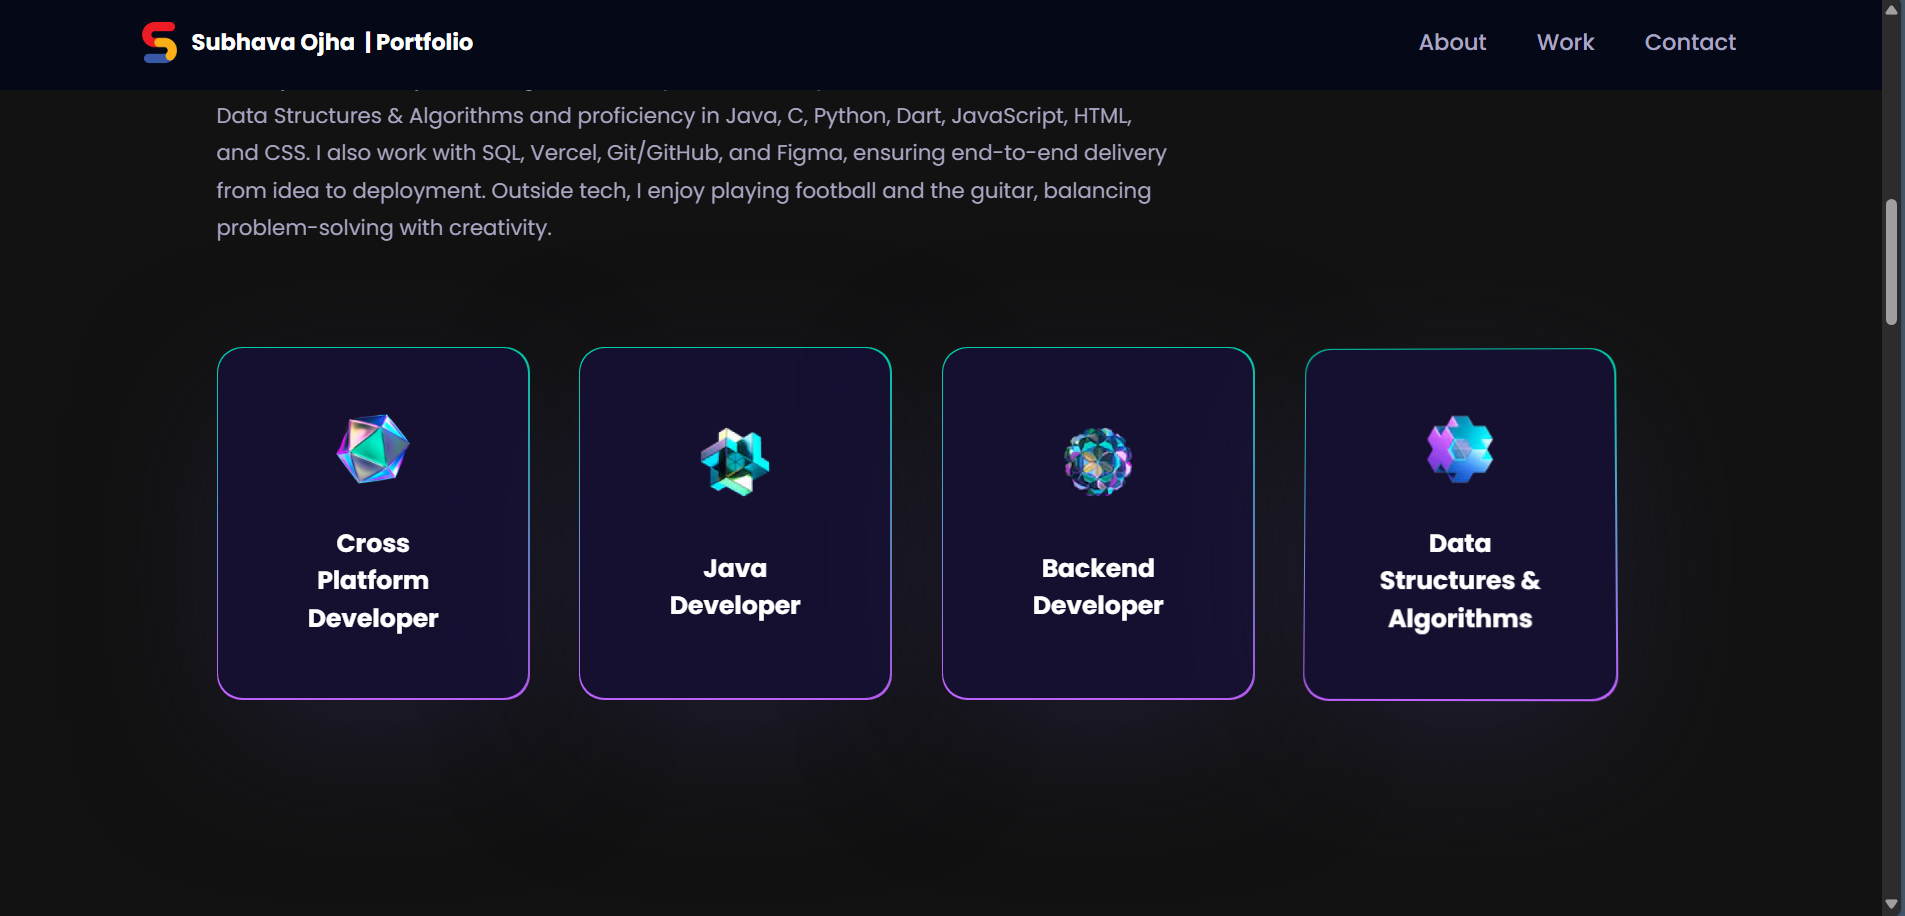 Subhava Ojha | Portfolio
About
Work
Contact
Data Structures & Algorithms and proficiency in Java, C, Python, Dart, JavaScript, HTML,
and CSS. I also work with SQL, Vercel, Git/GitHub, and Figma, ensuring end-to-end delivery
from idea to deployment. Outside tech, I enjoy playing football and the guitar, balancing
problem-solving with creativity.
Cross
Platform
Developer
Java
Developer
Backend
Developer
Data
Structures &
Algorithms